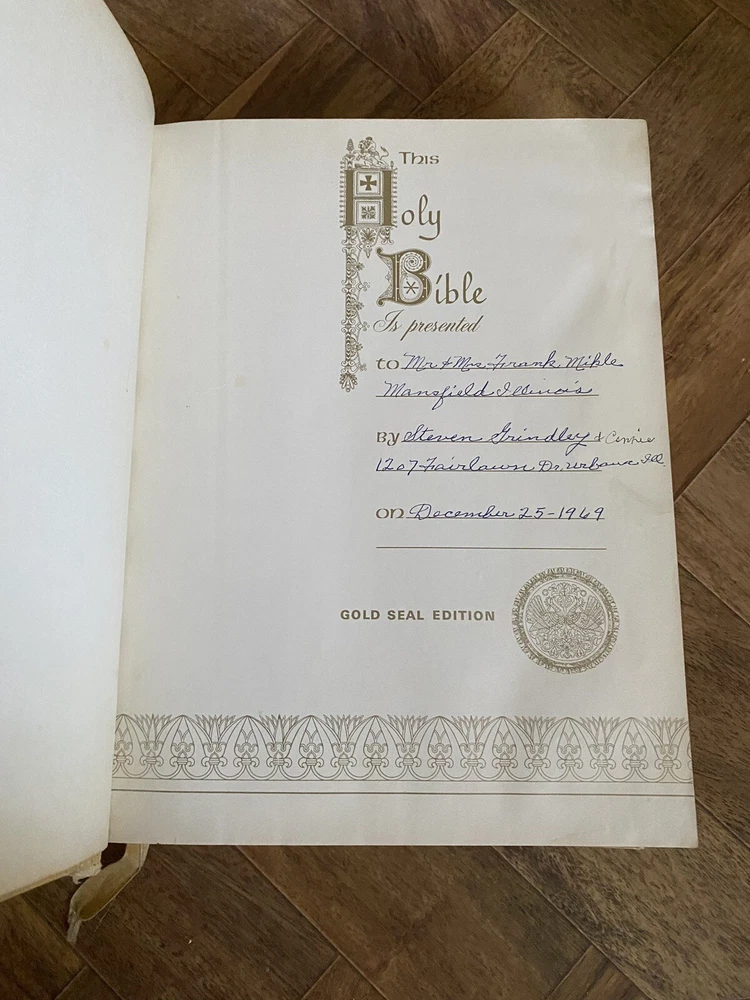 This
Holy
Bible
Is presented
to Mr & Mrs. Frank Mikle
Mansfield Illinois
By Steven Grindley & Connie
1207 Fairlawn Dr. Urbana Ill.
on December 25-1969
GOLD SEAL EDITION